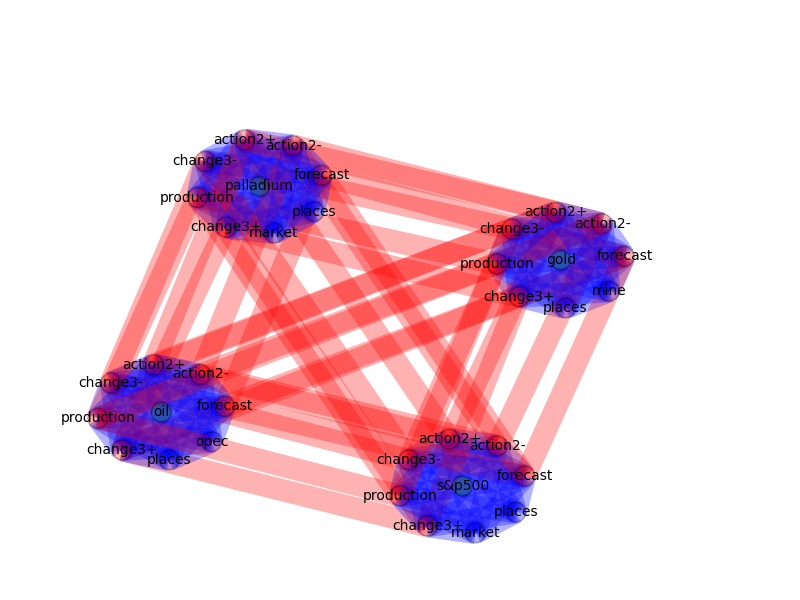 action2+
action2-
change3-
forecast
palladium
production
places
change3+
market
action2+
action2-
change3-
forecast
gold
production
mine
change3+
places
action2+
action2-
change3-
forecast
oil
production
opec
change3+
places
action2+
action2-
change3-
forecast
s&p500
production
places
change3+
market